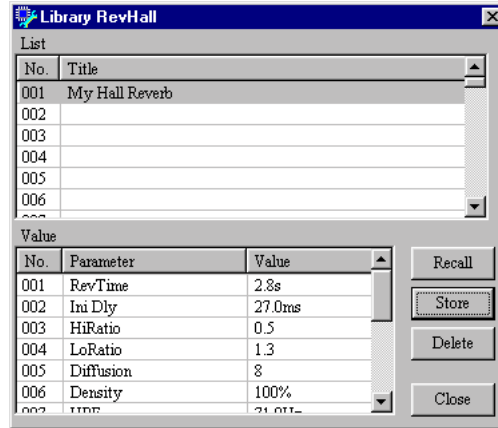 Library RevHall
List
No. Title
001 My Hall Reverb
002
003
004
005
006
Value
No. Parameter Value
001 RevTime 2.8s
002 Ini Dly 27.0ms
003 HiRatio 0.5
004 LoRatio 1.3
005 Diffusion 8
006 Density 100%
Recall
Store
Delete
Close